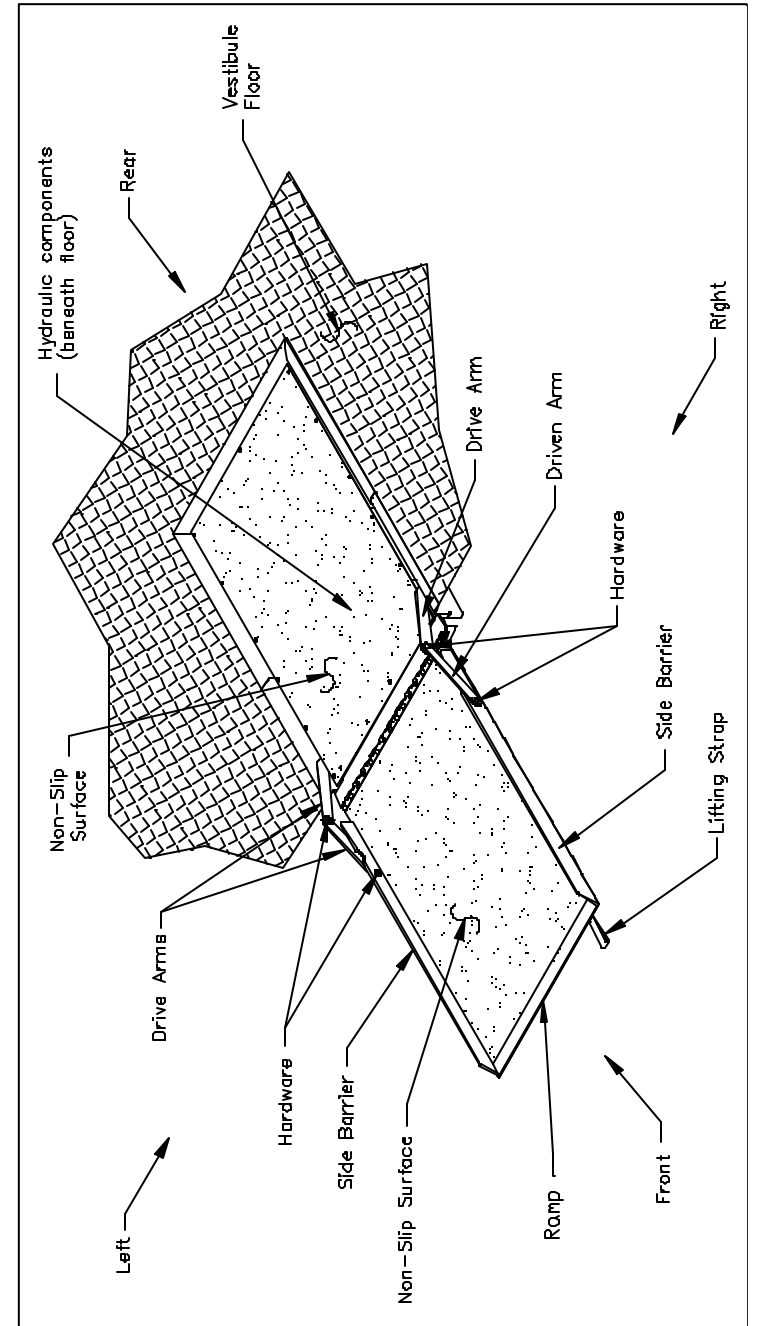 Vestibule
Floor
Hydraulic components
(beneath floor)
Rear
Non-Slip
Surface
Drive Arm
Driven Arm
Right
Hardware
Side Barrier
Lifting Strap
Drive Arms
Hardware
Side Barrier
Non-Slip Surface
Ramp
Front
Left